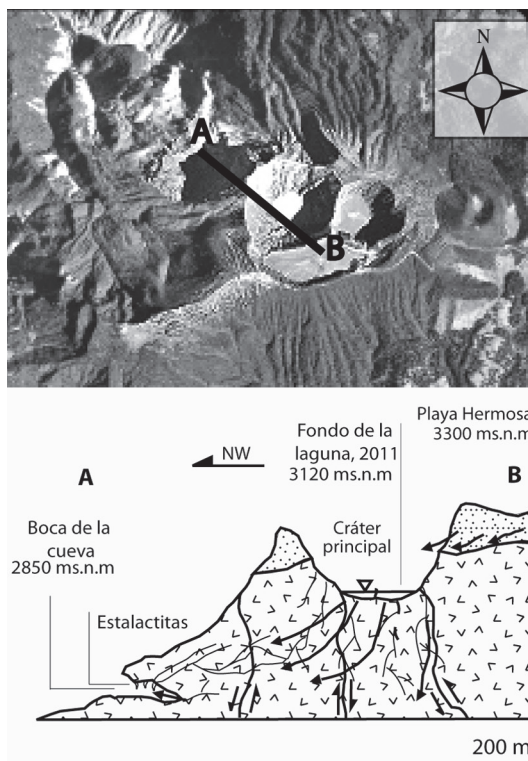 N
A
B
Playa Hermosa
3300 ms.n.m
Fondo de la
laguna, 2011
3120 ms.n.m
NW
A
B
Boca de la
cueva
2850 ms.n.m
Cráter
principal
Estalactitas
200 m